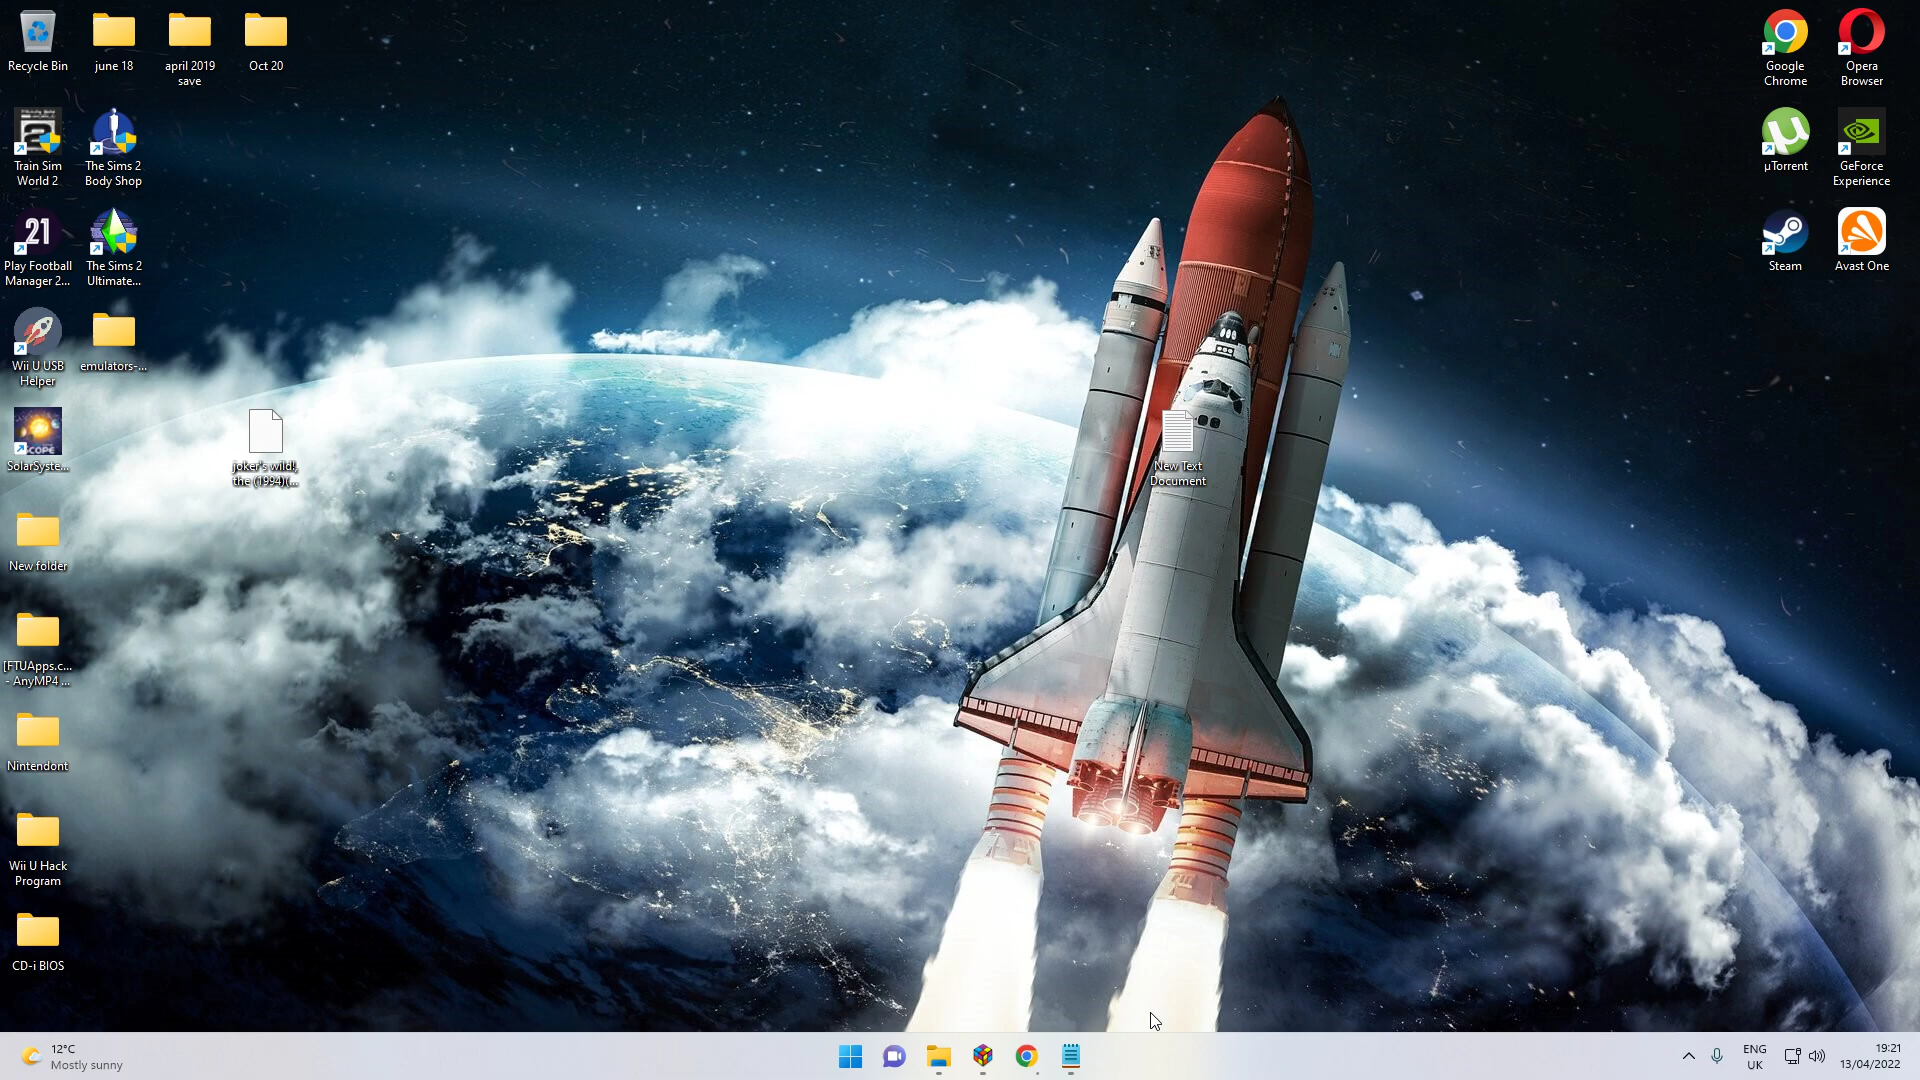 Recycle Bin
june 18
april 2019
save
Oct 20
Google
Chrome
Opera
Browser
Train Sim
World 2
The Sims 2
Body Shop
µTorrent
GeForce
Experience
21
Play Football
Manager 2...
The Sims 2
Ultimate...
Steam
Avast One
Wii U USB
Helper
emulators-...
SCOPE
SolarSyste...
joker's wild!,
the (1994)(...
New Text
Document
New folder
[FTUApps.c...
- AnyMP4 ...
Nintendont
Wii U Hack
Program
CD-i BIOS
12°C
Mostly sunny
ENG
UK
19:21
13/04/2022